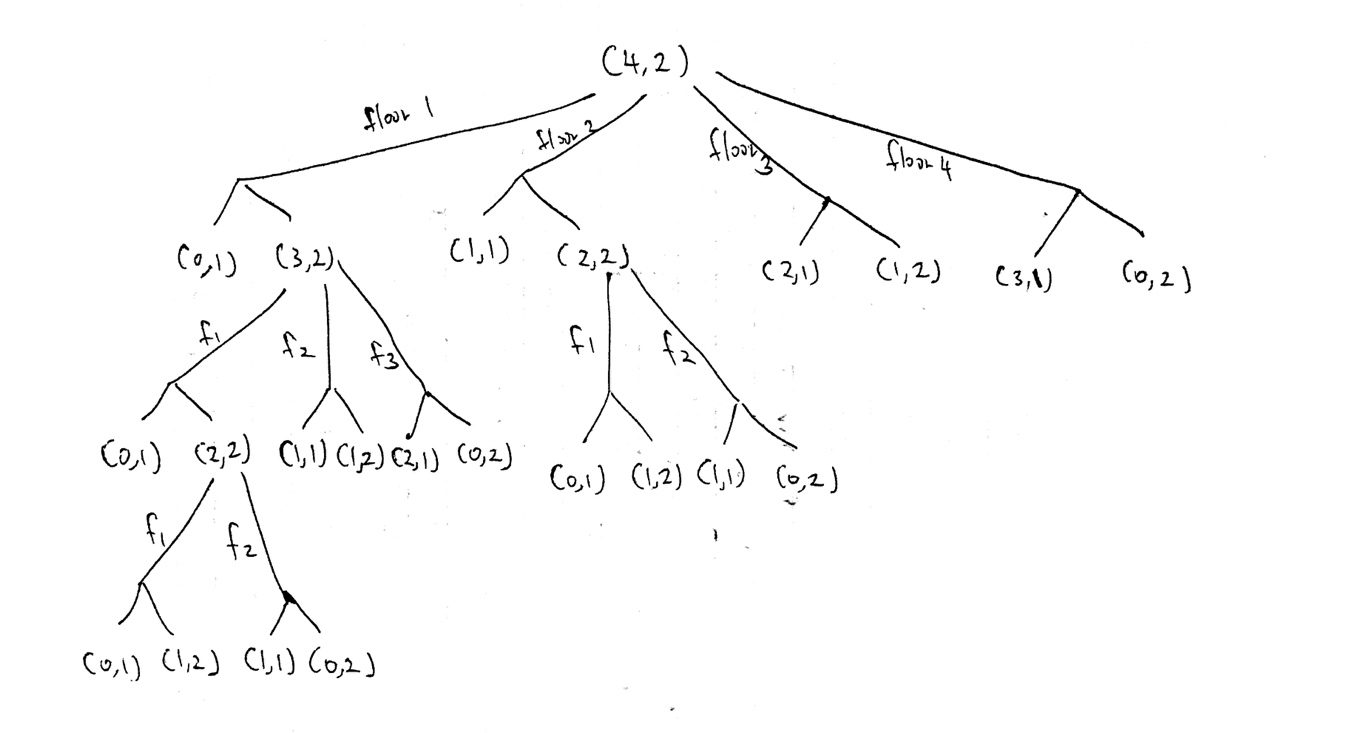 (4,2)
floor 1
floor 2
floor 3
floor 4
(0,1) (3,2) (1,1) (2,2) (2,1) (1,2) (3,1) (0,2)
f1 f2 f3 f1 f2
(0,1) (2,2) (1,1) (1,2) (2,1) (0,2) (0,1) (1,2) (1,1) (0,2)
f1 f2
(0,1) (1,2) (1,1) (0,2)